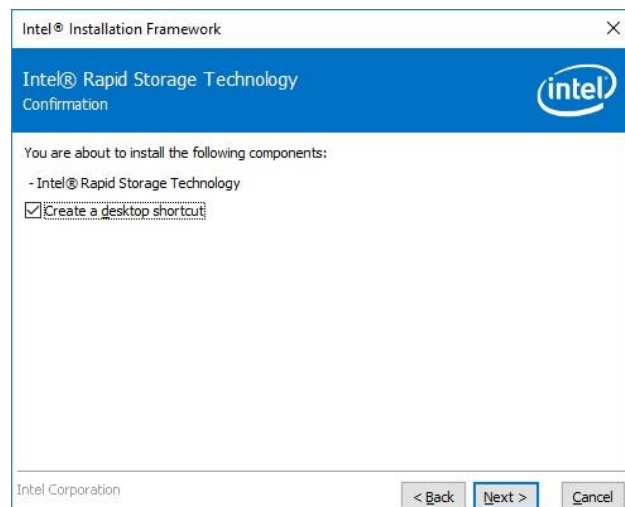 Intel® Installation Framework
Intel® Rapid Storage Technology
Confirmation
intel
You are about to install the following components:
- Intel® Rapid Storage Technology
Create a desktop shortcut
Intel Corporation
< Back Next > Cancel